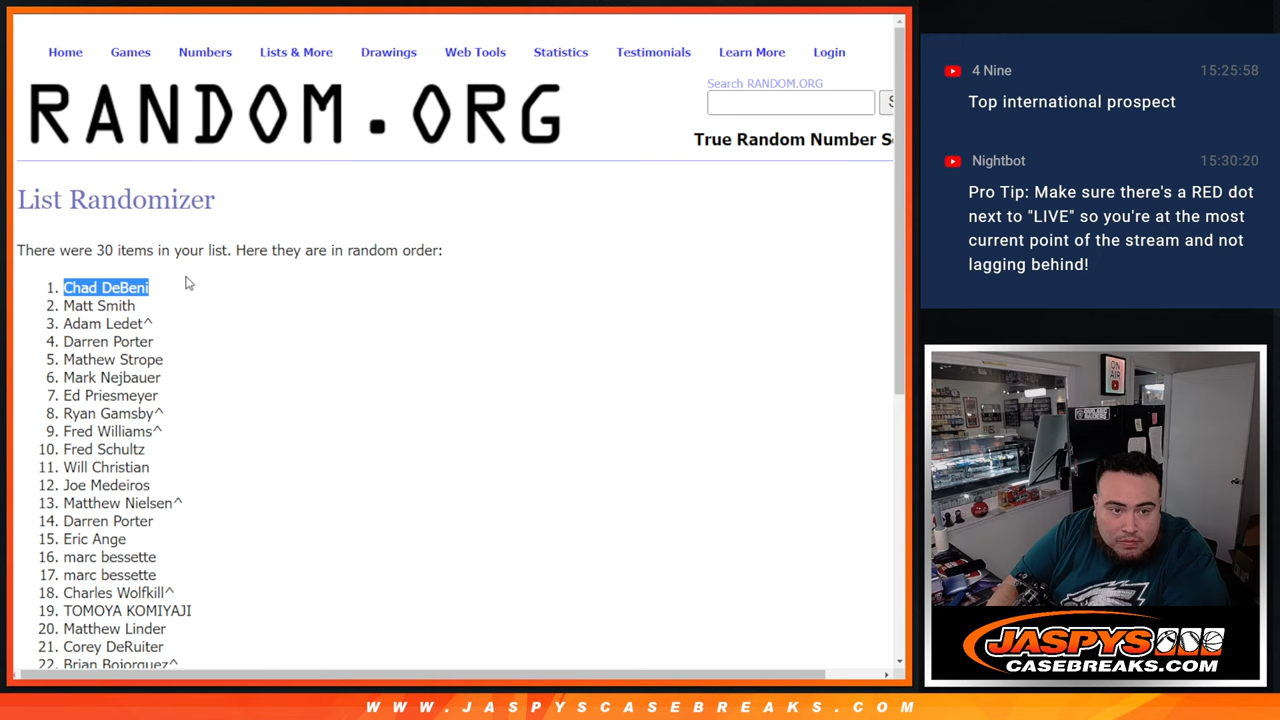 Home Games Numbers Lists & More Drawings Web Tools Statistics Testimonials Learn More Login
RANDOM.ORG
Search RANDOM.ORG
True Random Number
List Randomizer
There were 30 items in your list. Here they are in random order:
1. Chad DeBeni
2. Matt Smith
3. Adam Ledet^
4. Darren Porter
5. Mathew Strope
6. Mark Nejbauer
7. Ed Priesmeyer
8. Ryan Gamsby^
9. Fred Williams^
10. Fred Schultz
11. Will Christian
12. Joe Medeiros
13. Matthew Nielsen^
14. Darren Porter
15. Eric Ange
16. marc bessette
17. marc bessette
18. Charles Wolfkill^
19. TOMOYA KOMIYAJI
20. Matthew Linder
21. Corey DeRuiter
22. Brian Bojorquez^
4 Nine 15:25:58
Top international prospect
Nightbot 15:30:20
Pro Tip: Make sure there's a RED dot
next to "LIVE" so you're at the most
current point of the stream and not
lagging behind!
ON
AIR
JASPYS
CASEBREAKS.COM
WWW.JASPYSCASEBREAKS.COM